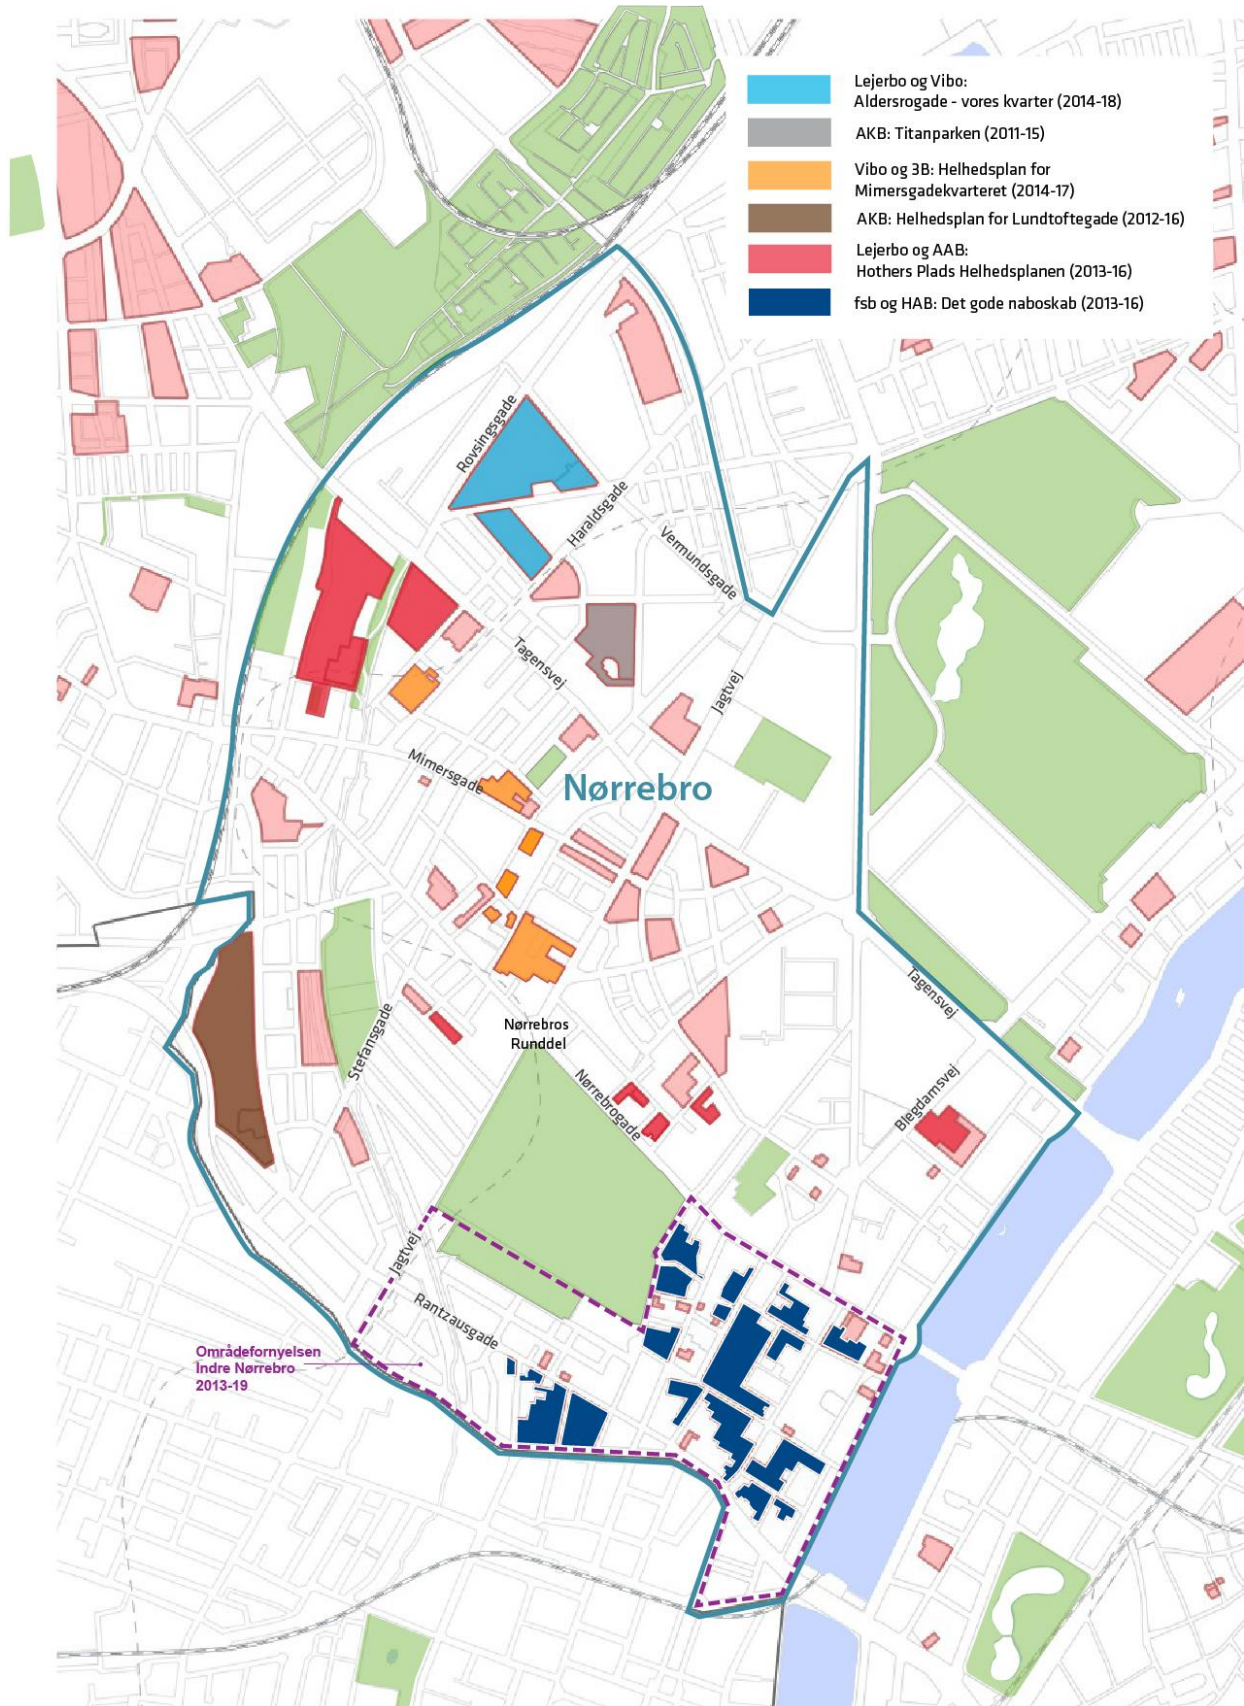 Lejerbo og Vibo:
Aldersrogade - vores kvarter (2014-18)
AKB: Titanparken (2011-15)
Vibo og 3B: Helhedsplan for
Mimersgadekvarteret (2014-17)
AKB: Helhedsplan for Lundtoftegade (2012-16)
Lejerbo og AAB:
Hothers Plads Helhedsplanen (2013-16)
fsb og HAB: Det gode naboskab (2013-16)
Rovsingsgade
Haraldsgade
Vermundsgade
Tagensvej
Jagtvej
Mimersgade
Nørrebro
Tagensvej
Stefansgade
Nørrebros
Runddel
Nørrebrogade
Blegdamsvej
Jagtvej
Rantzausgade
Områdefornyelsen
Indre Nørrebro
2013-19